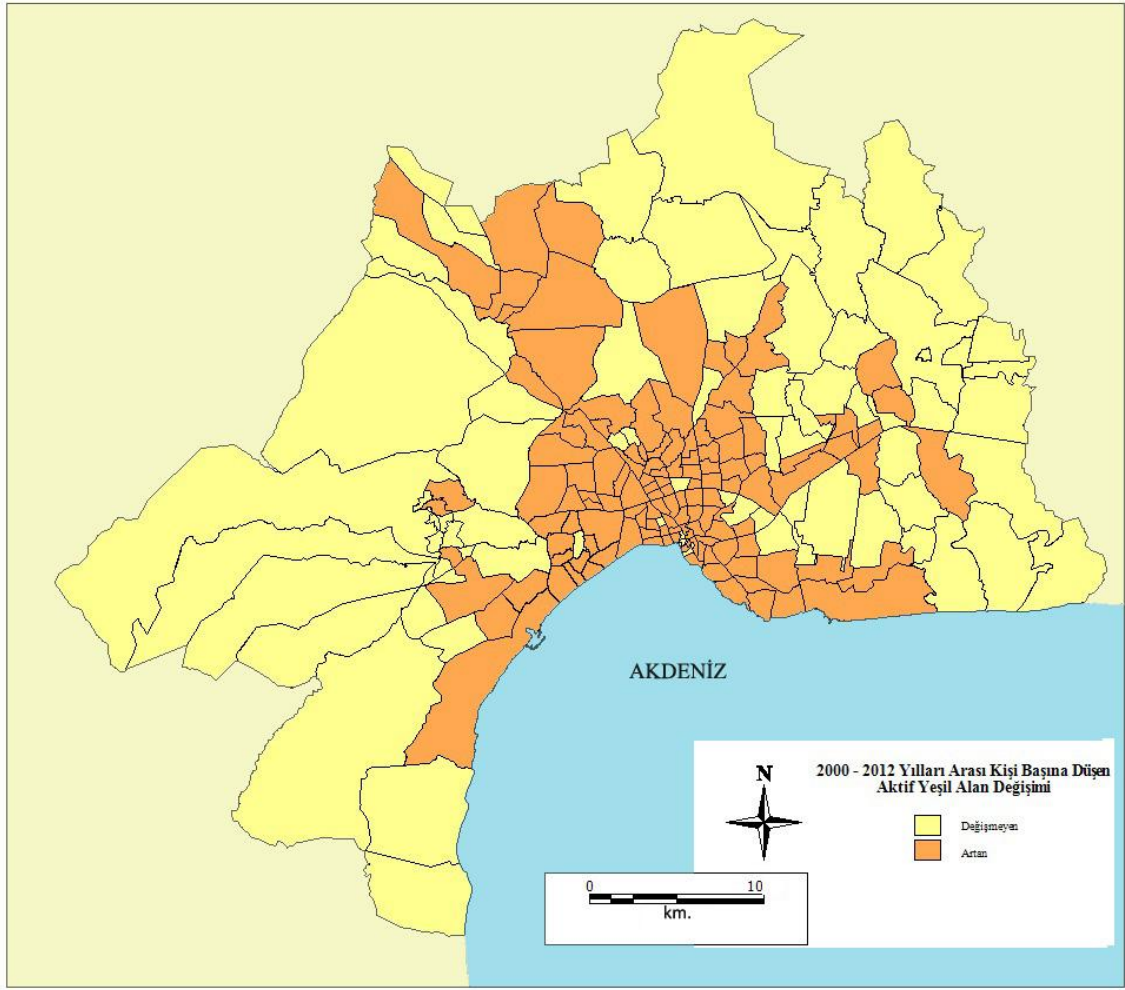 AKDENİZ
N
2000 - 2012 Yılları Arası Kişi Başına Düşen
Aktif Yeşil Alan Değişimi
Değişmeyen
Artan
0 10
km.